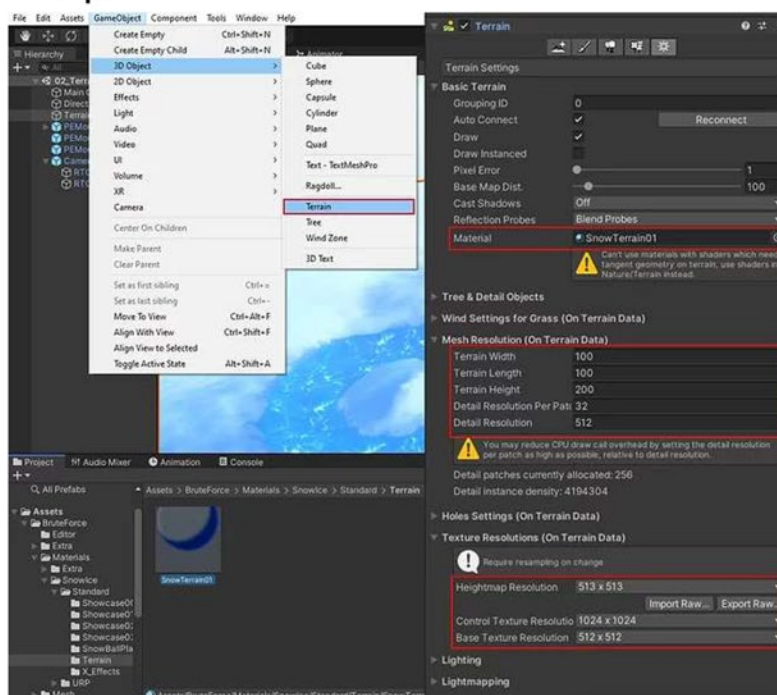 File Edit Assets GameObject Component Tools Window Help
Create Empty Ctrl+Shift+N
Create Empty Child Alt+Shift+N
3D Object >
2D Object >
Effects >
Light >
Audio >
Video >
UI >
Volume >
XR >
Camera
Center On Children
Make Parent
Clear Parent
Set as first sibling Ctrl+=
Set as last sibling Ctrl+-
Move To View Ctrl+Alt+F
Align With View Ctrl+Shift+F
Align View to Selected
Toggle Active State Alt+Shift+A
Cube
Sphere
Capsule
Cylinder
Plane
Quad
Text - TextMeshPro
Ragdoll...
Terrain
Tree
Wind Zone
3D Text
Hierarchy
All
02_Terr
Main C
Direct
Terrai
PEMo
PEMo
PEMo
Came
RTC
RTC
Animator
Project Audio Mixer Animation Console
All Prefabs
Assets > BruteForce > Materials > SnowIce > Standard > Terrain
Assets
BruteForce
Editor
Extra
Materials
Extra
SnowIce
Standard
Showcase0
Showcase0
Showcase0
Showcase0
SnowBallPla
Terrain
X_Effects
URP
Mesh
SnowTerrain01
Terrain
Terrain Settings
Basic Terrain
Grouping ID 0
Auto Connect Reconnect
Draw
Draw Instanced
Pixel Error 1
Base Map Dist. 100
Cast Shadows Off
Reflection Probes Blend Probes
Material SnowTerrain01
Can't use materials with shaders which need
tangent geometry on terrain, use shaders in
Nature/Terrain instead.
Tree & Detail Objects
Wind Settings for Grass (On Terrain Data)
Mesh Resolution (On Terrain Data)
Terrain Width 100
Terrain Length 100
Terrain Height 200
Detail Resolution Per Patc 32
Detail Resolution 512
You may reduce CPU draw call overhead by setting the detail resolution
per patch as high as possible, relative to detail resolution.
Detail patches currently allocated: 256
Detail instance density: 4194304
Holes Settings (On Terrain Data)
Texture Resolutions (On Terrain Data)
Require resampling on change
Heightmap Resolution 513 x 513
Import Raw... Export Raw...
Control Texture Resolutio 1024 x 1024
Base Texture Resolution 512 x 512
Lighting
Lightmapping